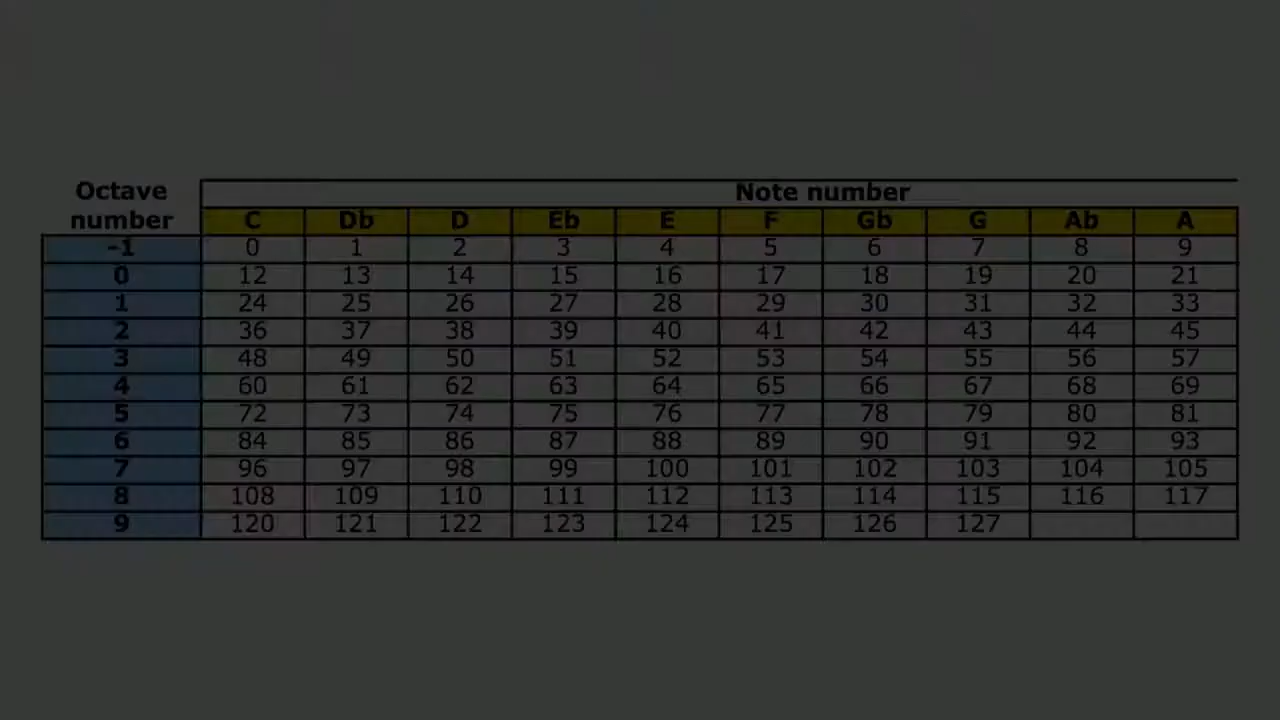 Octave number Note number
C Db D Eb E F Gb G Ab A
-1 0 1 2 3 4 5 6 7 8 9
0 12 13 14 15 16 17 18 19 20 21
1 24 25 26 27 28 29 30 31 32 33
2 36 37 38 39 40 41 42 43 44 45
3 48 49 50 51 52 53 54 55 56 57
4 60 61 62 63 64 65 66 67 68 69
5 72 73 74 75 76 77 78 79 80 81
6 84 85 86 87 88 89 90 91 92 93
7 96 97 98 99 100 101 102 103 104 105
8 108 109 110 111 112 113 114 115 116 117
9 120 121 122 123 124 125 126 127